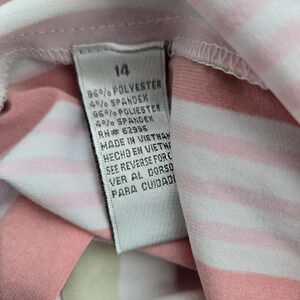 14
96% POLYESTER
4% SPANDEX
96% POLIESTER
4% SPANDEX
RN# 62996
MADE IN VIETNAM
HECHO EN VIETNAM
SEE REVERSE FOR C
VER AL DORSO
PARA CUIDADO